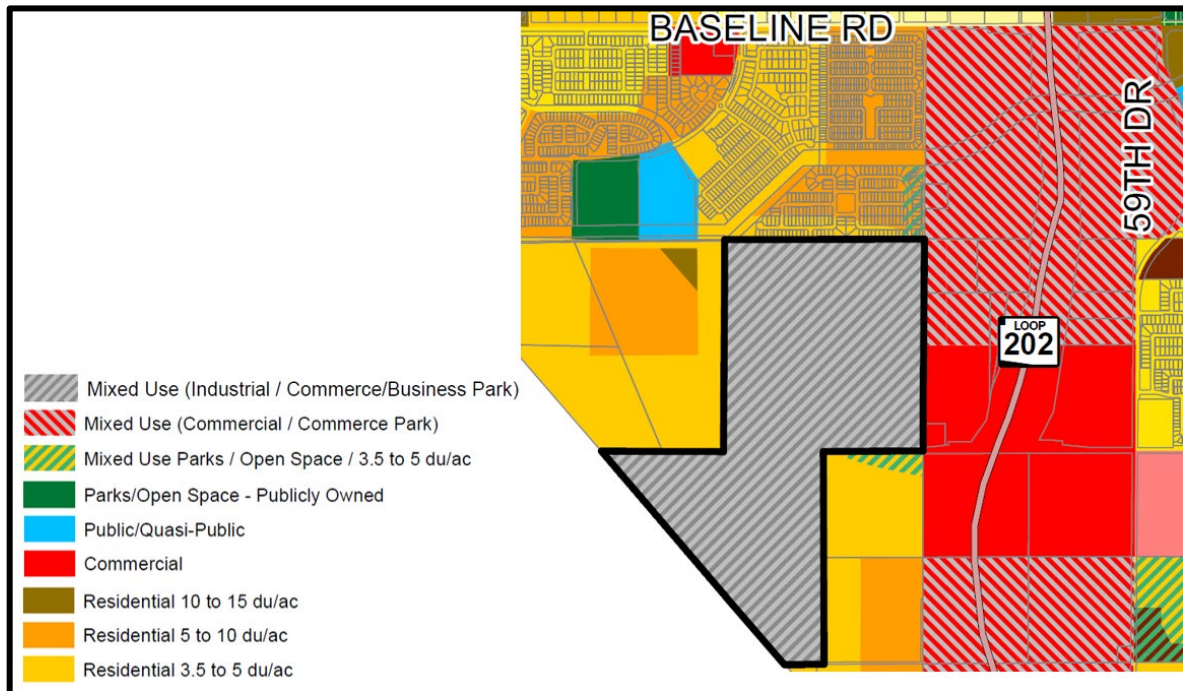 BASELINE RD
59TH DR
LOOP
202
Mixed Use (Industrial / Commerce/Business Park)
Mixed Use (Commercial / Commerce Park)
Mixed Use Parks / Open Space / 3.5 to 5 du/ac
Parks/Open Space - Publicly Owned
Public/Quasi-Public
Commercial
Residential 10 to 15 du/ac
Residential 5 to 10 du/ac
Residential 3.5 to 5 du/ac